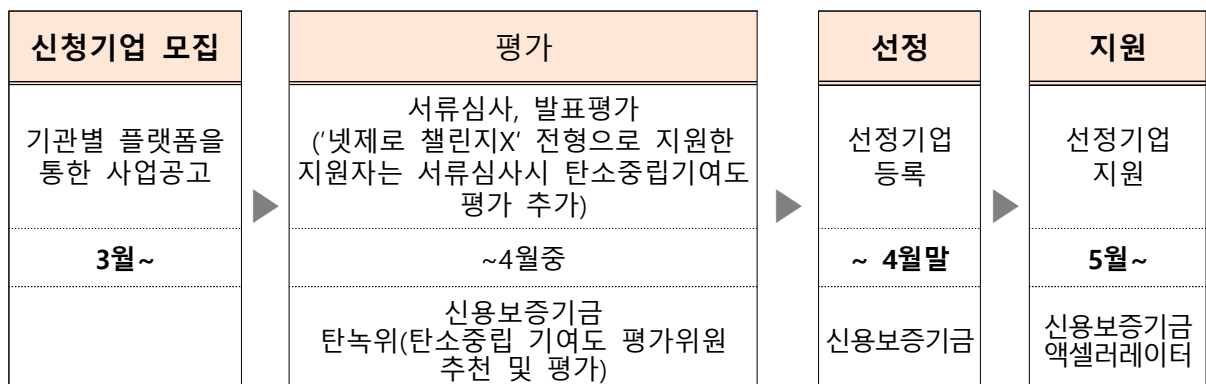 신청기업 모집
기관별 플랫폼을
통한 사업공고
3월~
평가
서류심사, 발표평가
('넷제로 챌린지X' 전형으로 지원한
지원자는 서류심사시 탄소중립기여도
평가 추가)
~4월중
신용보증기금
탄녹위(탄소중립 기여도 평가위원
추천 및 평가)
선정
선정기업
등록
~ 4월말
신용보증기금
지원
선정기업
지원
5월~
신용보증기금
액셀러레이터